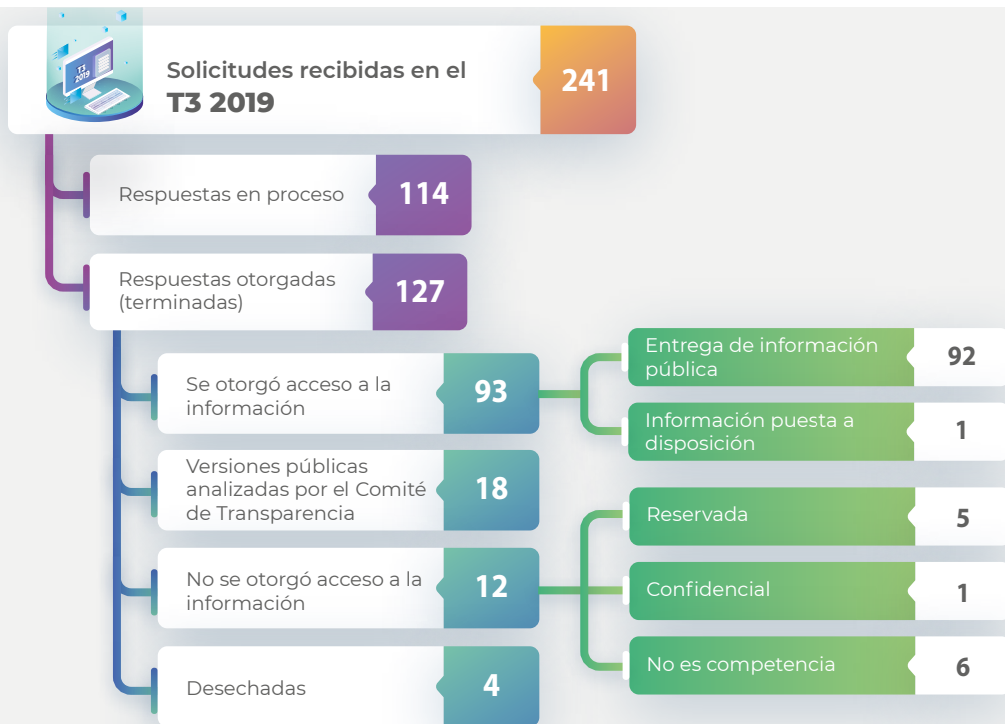 T3
2019
Solicitudes recibidas en el
T3 2019
241
Respuestas en proceso
114
Respuestas otorgadas
(terminadas)
127
Se otorgó acceso a la
información
93
Entrega de información
pública
92
Información puesta a
disposición
1
Versiones públicas
analizadas por el Comité
de Transparencia
18
No se otorgó acceso a la
información
12
Reservada
5
Confidencial
1
No es competencia
6
Desechadas
4